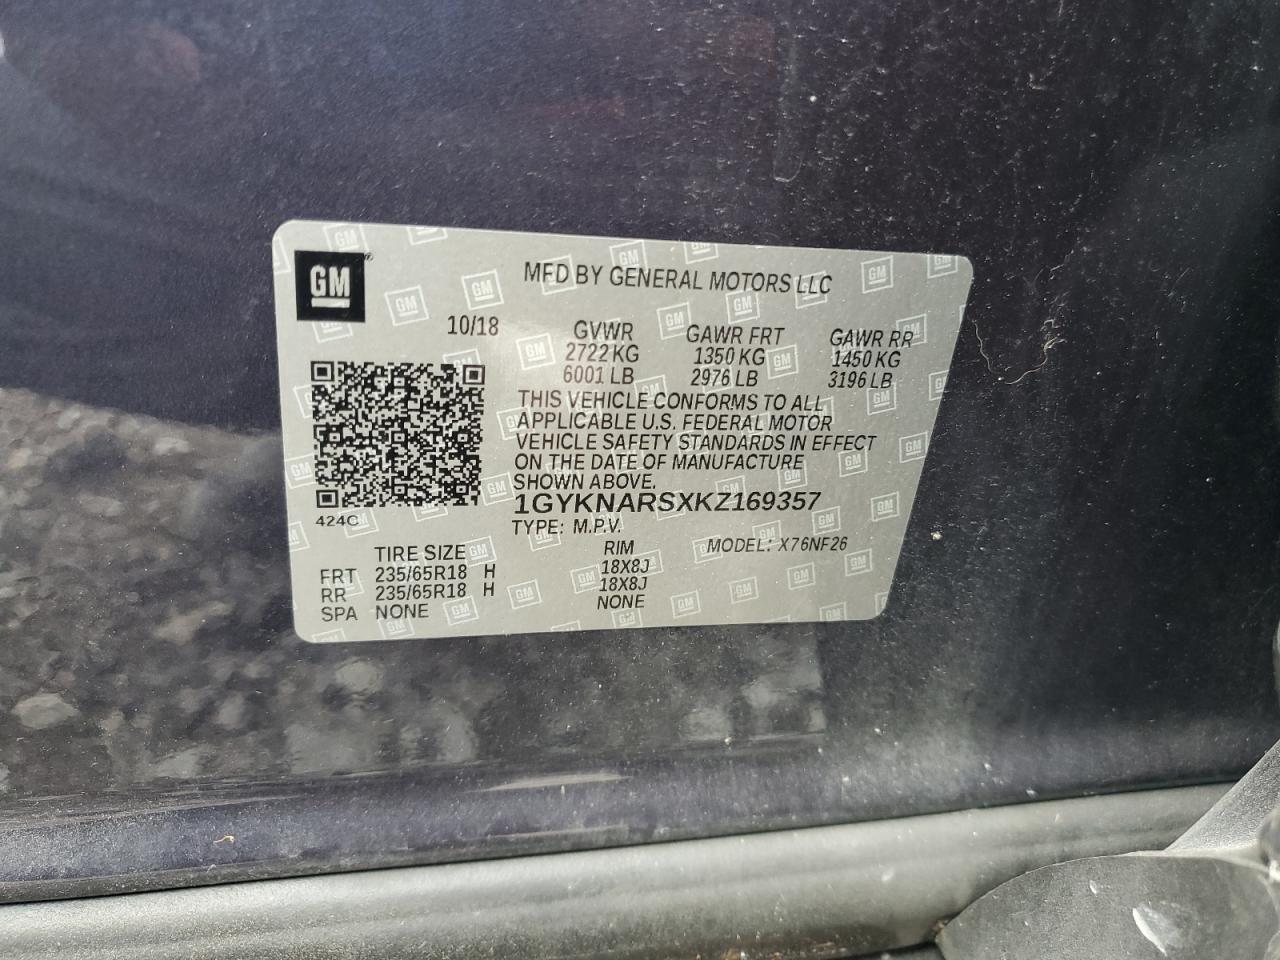 GM
MFD BY GENERAL MOTORS LLC
10/18 GVWR GAWR FRT GAWR RR
2722 KG 1350 KG 1450 KG
6001 LB 2976 LB 3196 LB
THIS VEHICLE CONFORMS TO ALL
APPLICABLE U.S. FEDERAL MOTOR
VEHICLE SAFETY STANDARDS IN EFFECT
ON THE DATE OF MANUFACTURE
SHOWN ABOVE.
424C
1GYKNARSXKZ169357
TYPE: M.P.V. MODEL: X76NF26
TIRE SIZE RIM
FRT 235/65R18 H 18X8J
RR 235/65R18 H 18X8J
SPA NONE NONE